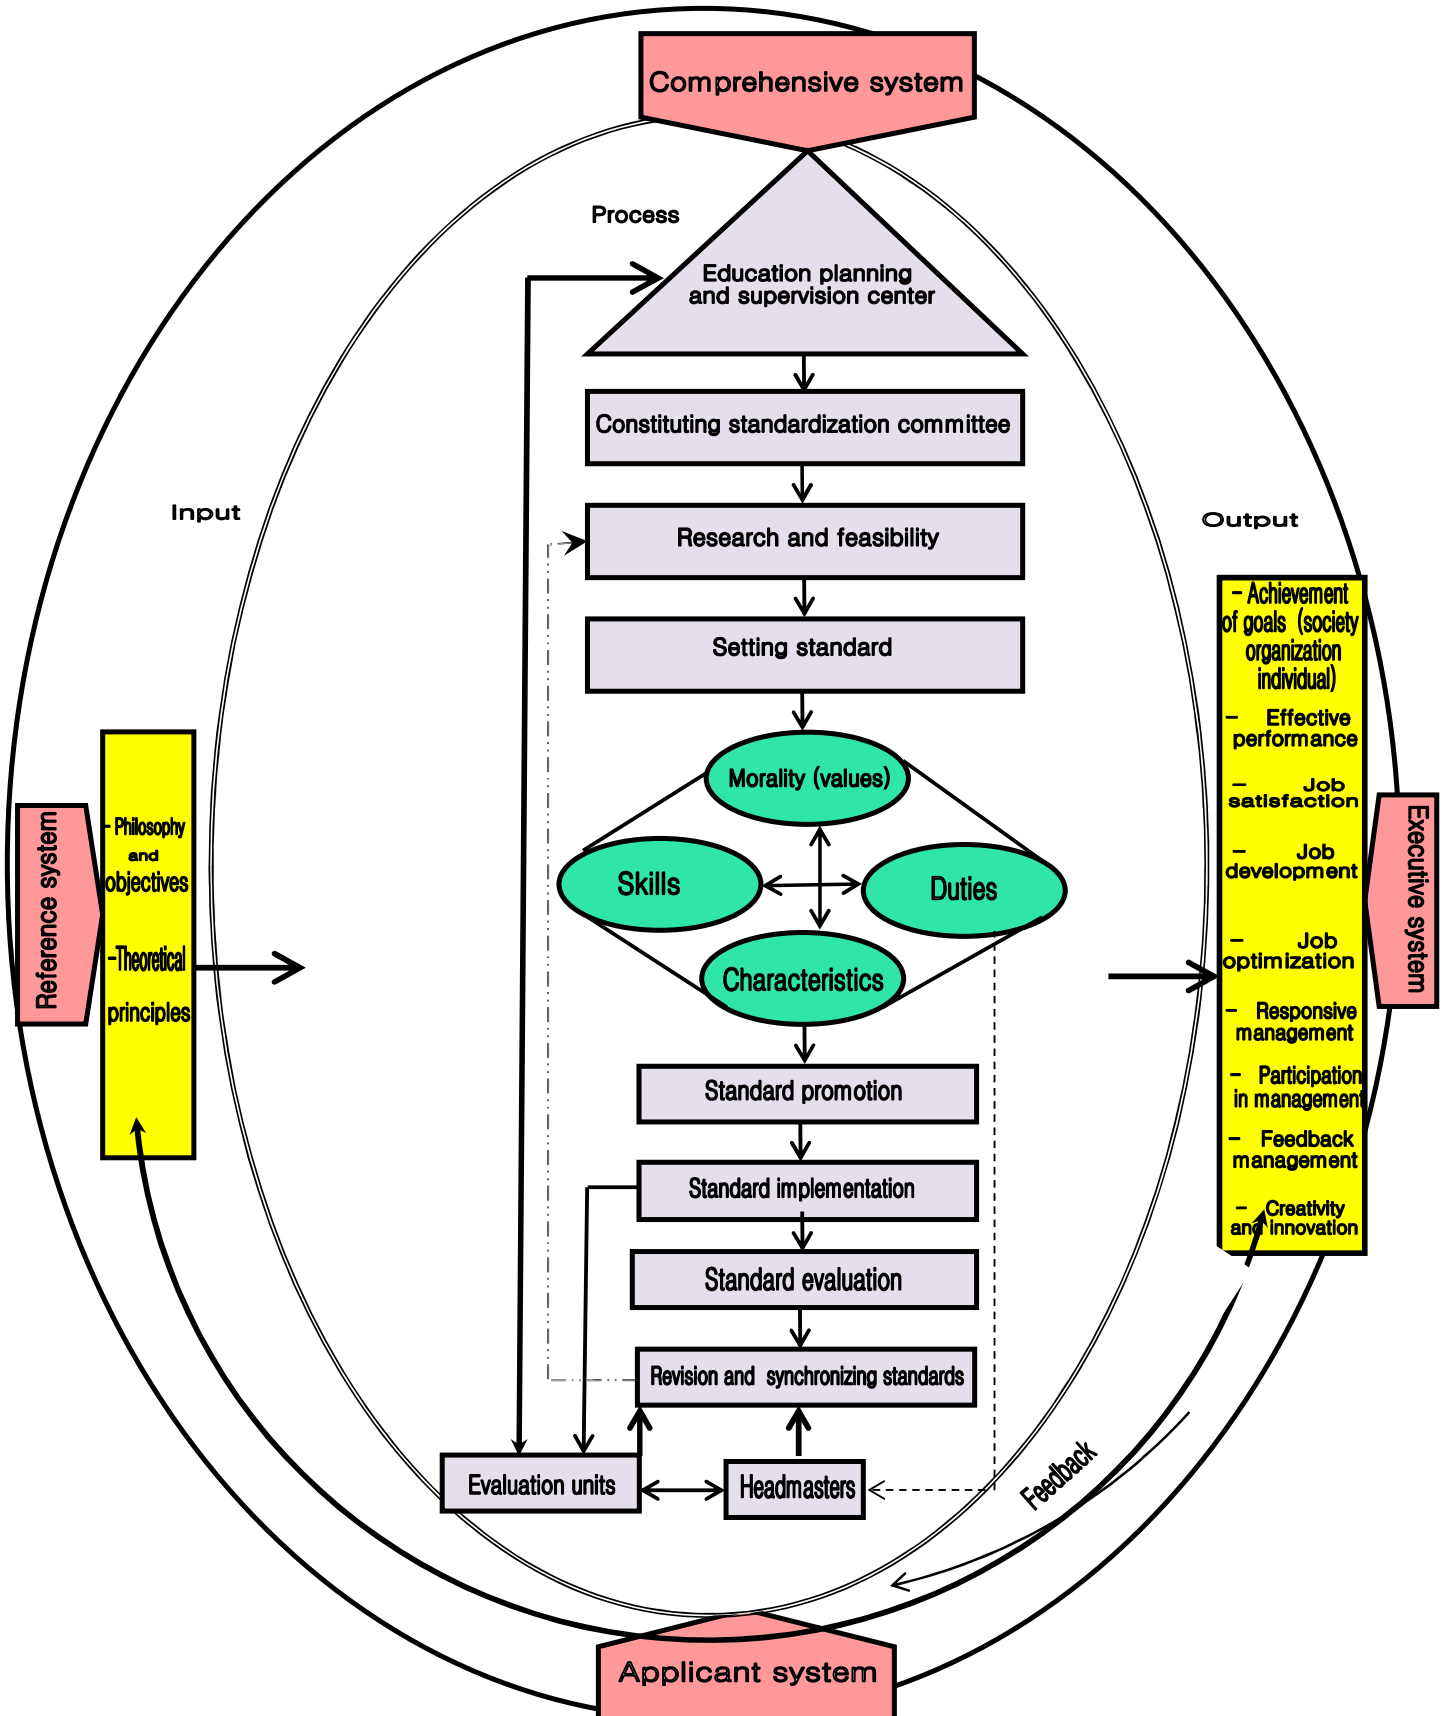 Comprehensive system
Process
Education planning
and supervision center
Constituting standardization committee
Input
Output
Research and feasibility
Setting standard
Morality (values)
Skills
Duties
Characteristics
Standard promotion
Standard implementation
Standard evaluation
Revision and synchronizing standards
Evaluation units
Headmasters
Reference system
- Philosophy
and
objectives
-Theoretical
principles
- Achievement
of goals (society
organization
individual)
- Effective
performance
- Job
satisfaction
- Job
development
- Job
optimization
- Responsive
management
- Participation
in management
- Feedback
management
- Creativity
and innovation
Executive system
Feedback
Applicant system